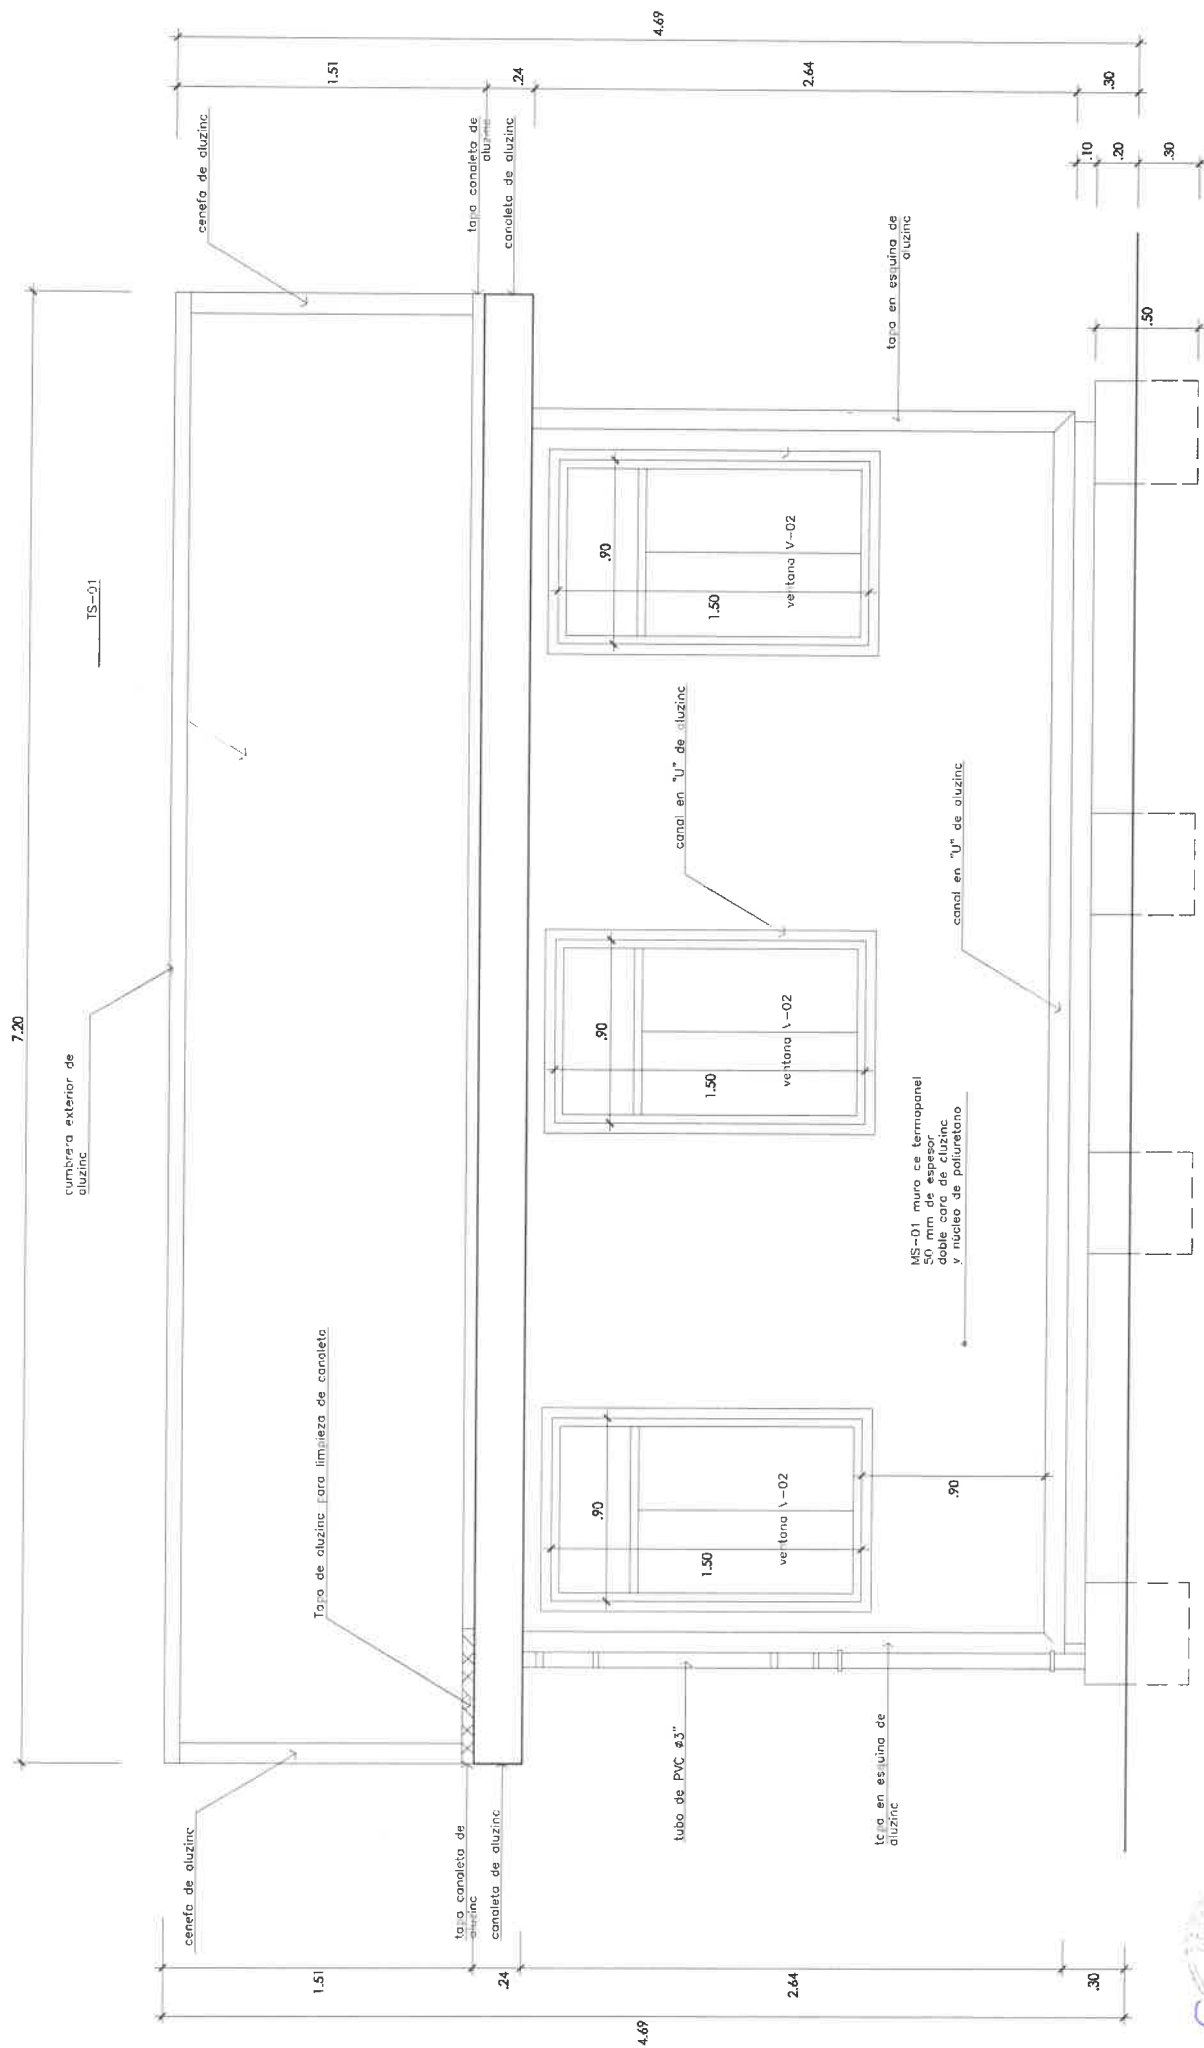 7.20
TS-01
cumbrera exterior de
aluzinc
cenefa de aluzinc
cenefa de aluzinc
Tapa de aluzinc para limpieza de canaleta
tapa canaleta de
aluzinc
canaleta de aluzinc
tapa canaleta de
aluzinc
canaleta de aluzinc
1.51
.24
2.64
.30
4.69
1.51
.24
2.64
.30
4.69
.10
.20
.30
.50
.90
1.50
ventana V-02
.90
1.50
ventana V-02
.90
1.50
ventana V-02
.90
canal en "U" de aluzinc
canal en "U" de aluzinc
tubo de PVC ø3"
tapa en esquina de
aluzinc
tapa en esquina de
aluzinc
MS-01 muro de termopanel
50 mm de espesor
doble cara de aluzinc
y núcleo de poliuretano